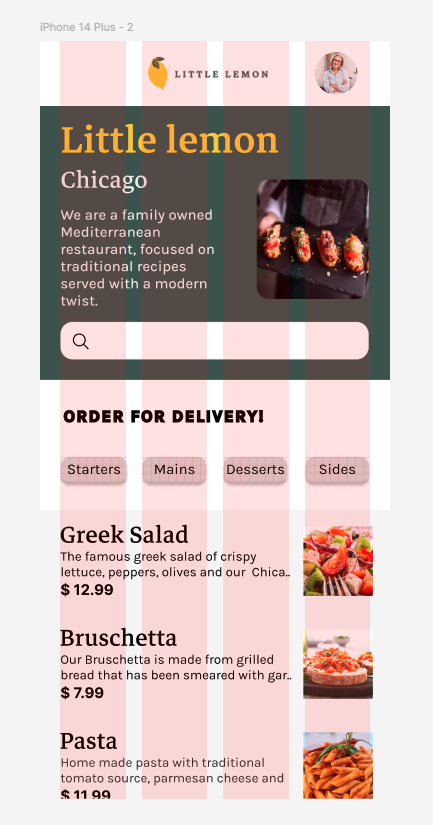 iPhone 14 Plus - 2
LITTLE LEMON
Little lemon
Chicago
We are a family owned
Mediterranean
restaurant, focused on
traditional recipes
served with a modern
twist.
ORDER FOR DELIVERY!
Starters Mains Desserts Sides
Greek Salad
The famous greek salad of crispy
lettuce, peppers, olives and our Chica..
$ 12.99
Bruschetta
Our Bruschetta is made from grilled
bread that has been smeared with gar..
$ 7.99
Pasta
Home made pasta with traditional
tomato source, parmesan cheese and
$ 11.99